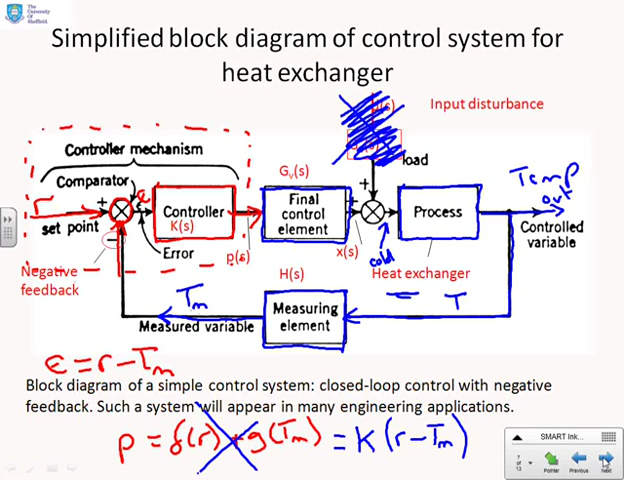 The
University
Of
Sheffield.
Simplified block diagram of control system for
heat exchanger
Input disturbance
Controller mechanism
Comparator
Gv(s)
load
Temp
out
r
+
ε
Controller
K(s)
Final
control
element
+
+
Process
set point
−
Error
p(s)
x(s)
cold
Controlled
variable
Negative
feedback
H(s)
Heat exchanger
Tm
Measuring
element
= T
Measured variable
ε = r − Tm
Block diagram of a simple control system: closed-loop control with negative
feedback. Such a system will appear in many engineering applications.
p = f(r) + g(Tm) = K(r − Tm)
SMART Ink...
7
of
13
Pointer
Previous
Next